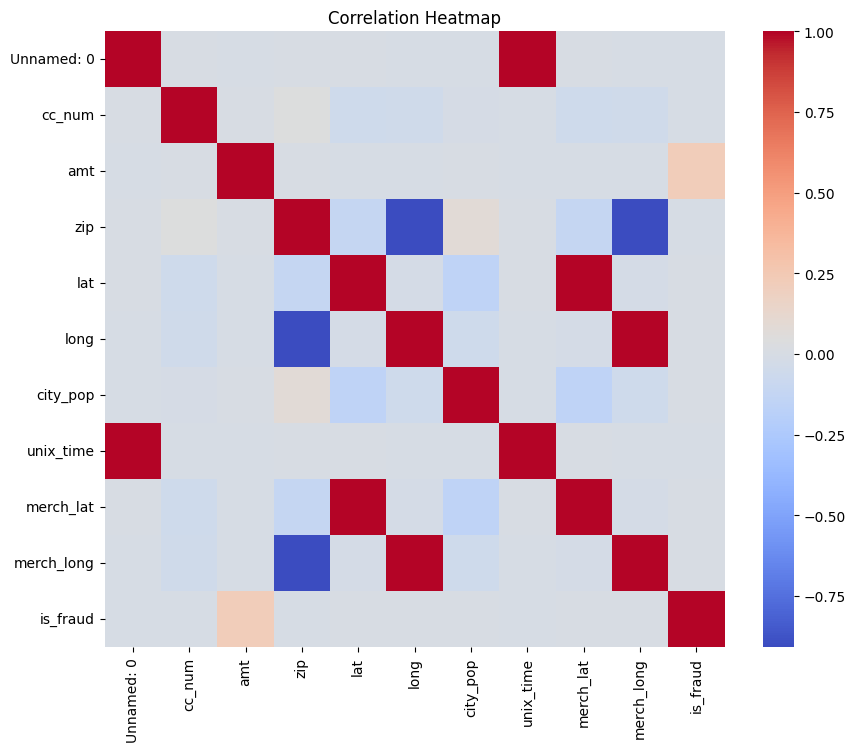 Correlation Heatmap
Unnamed: 0
cc_num
amt
zip
lat
long
city_pop
unix_time
merch_lat
merch_long
is_fraud
Unnamed: 0
cc_num
amt
zip
lat
long
city_pop
unix_time
merch_lat
merch_long
is_fraud
1.00
0.75
0.50
0.25
0.00
−0.25
−0.50
−0.75